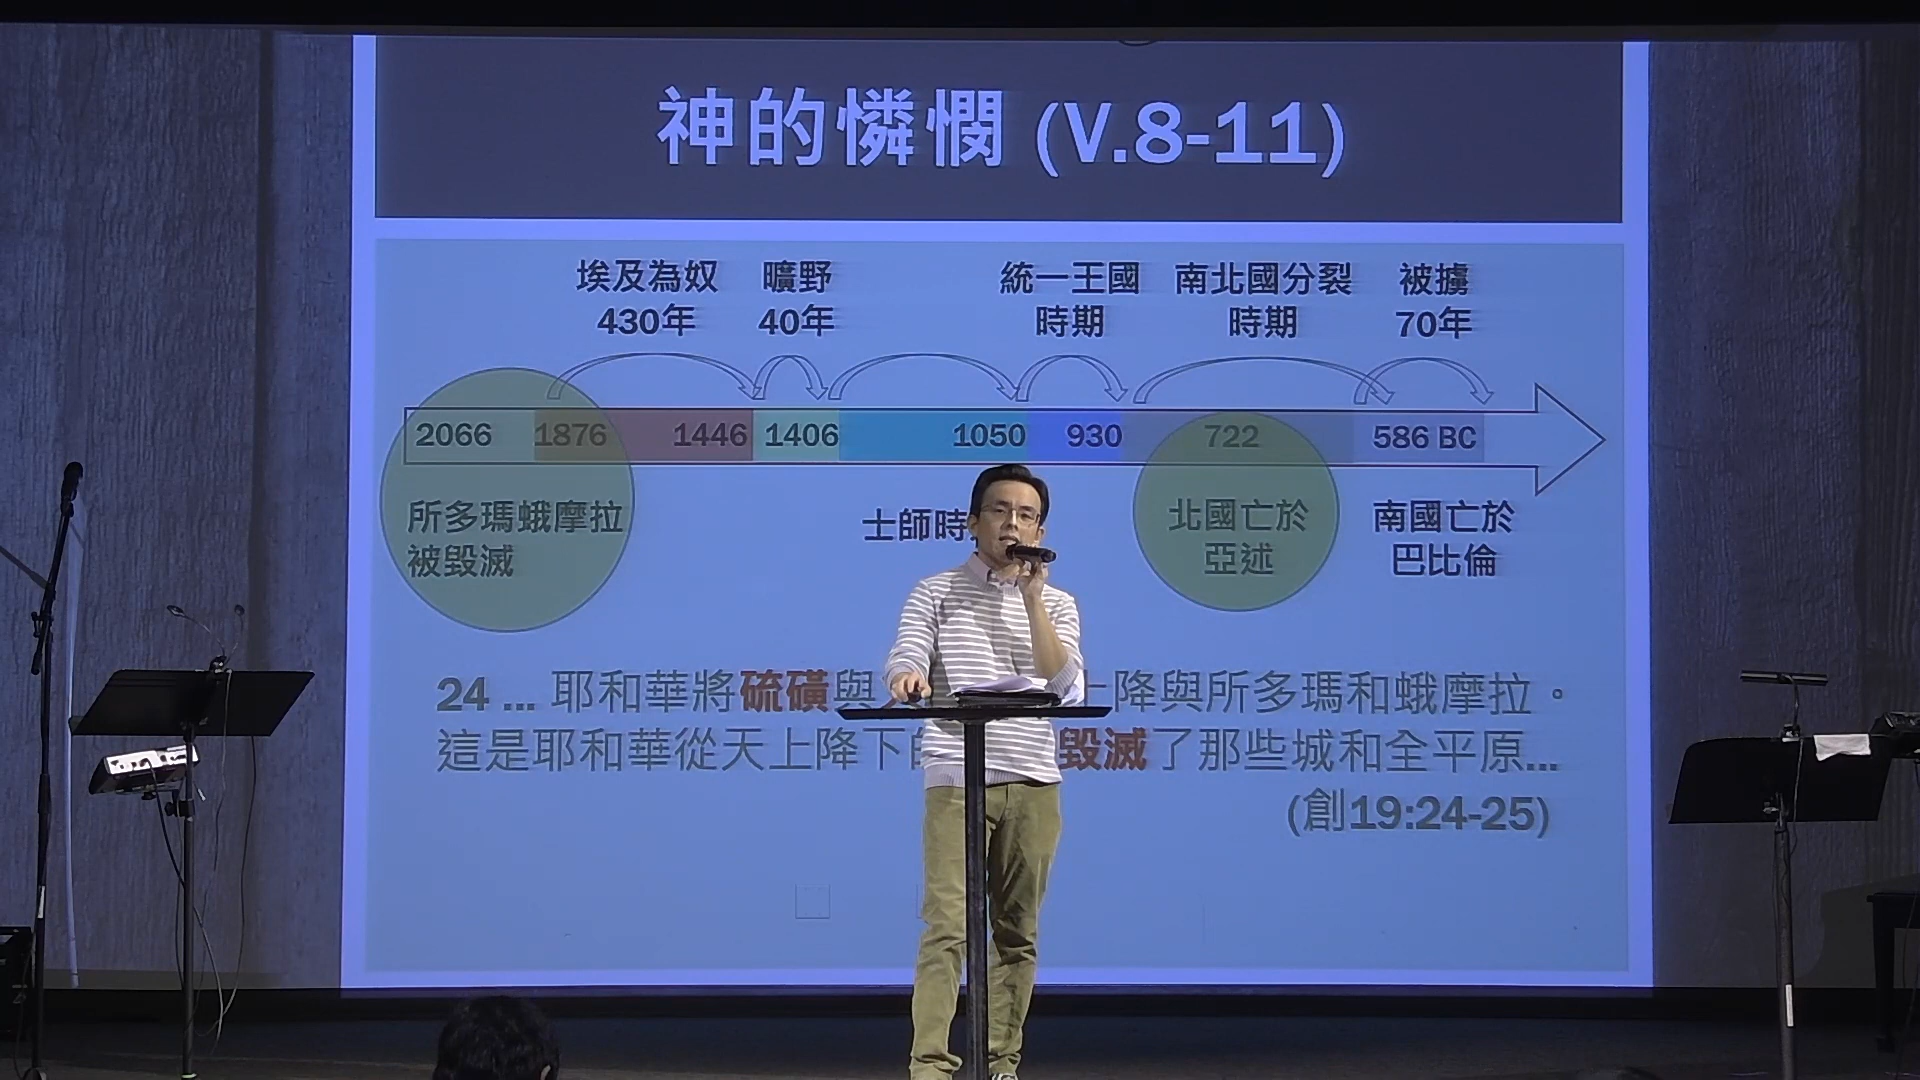 神的憐憫 (V.8-11)
埃及為奴
430年
曠野
40年
統一王國
時期
南北國分裂
時期
被擄
70年
2066 1876 1446 1406 1050 930 722 586 BC
所多瑪蛾摩拉
被毀滅
士師時
北國亡於
亞述
南國亡於
巴比倫
24 ... 耶和華將硫磺與 上降與所多瑪和蛾摩拉。
這是耶和華從天上降下的 毀滅了那些城和全平原...
(創19:24-25)